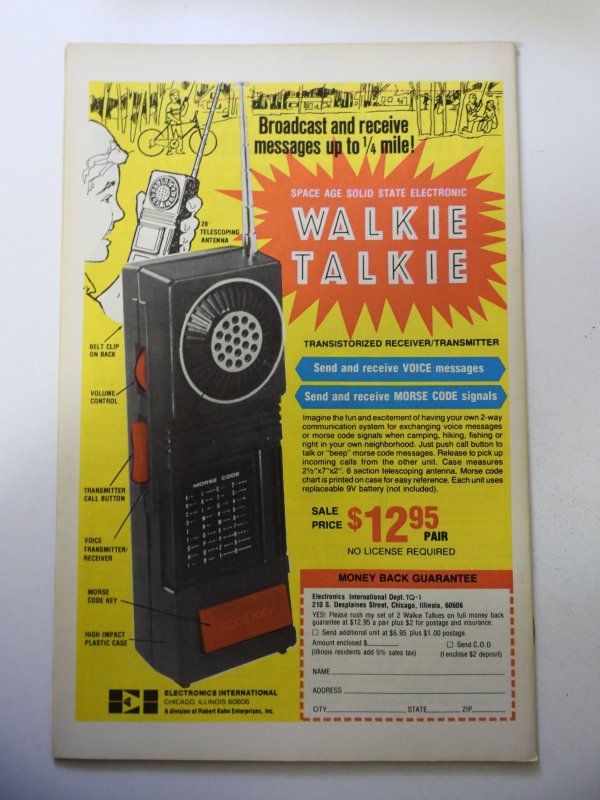 Broadcast and receive
messages up to 1/4 mile!
SPACE AGE SOLID STATE ELECTRONIC
WALKIE
TALKIE
28"
TELESCOPING
ANTENNA
BELT CLIP
ON BACK
VOLUME
CONTROL
TRANSMITTER
CALL BUTTON
VOICE
TRANSMITTER/
RECEIVER
MORSE
CODE KEY
HIGH IMPACT
PLASTIC CASE
MORSE CODE
CODE KEY
TRANSISTORIZED RECEIVER/TRANSMITTER
Send and receive VOICE messages
Send and receive MORSE CODE signals
Imagine the fun and excitement of having your own 2-way
communication system for exchanging voice messages
or morse code signals when camping, hiking, fishing or
right in your own neighborhood. Just push call button to
talk or "beep" morse code messages. Release to pick up
incoming calls from the other unit. Case measures
2½"x7"x2". 6 section telescoping antenna. Morse code
chart is printed on case for easy reference. Each unit uses
replaceable 9V battery (not included).
SALE
PRICE $12.95 PAIR
NO LICENSE REQUIRED
MONEY BACK GUARANTEE
Electronics International Dept. TQ-1
210 S. Desplaines Street, Chicago, Illinois, 60606
YES! Please rush my set of 2 Walkie Talkies on full money back
guarantee at $12.95 a pair plus $2 for postage and insurance.
☐ Send additional unit at $6.95 plus $1.00 postage.
Amount enclosed $ ☐ Send C.O.D
(Illinois residents add 5% sales tax) (I enclose $2 deposit)
NAME
ADDRESS
CITY STATE ZIP
EI ELECTRONICS INTERNATIONAL
CHICAGO, ILLINOIS 60606
A division of Robert Kahn Enterprises, Inc.